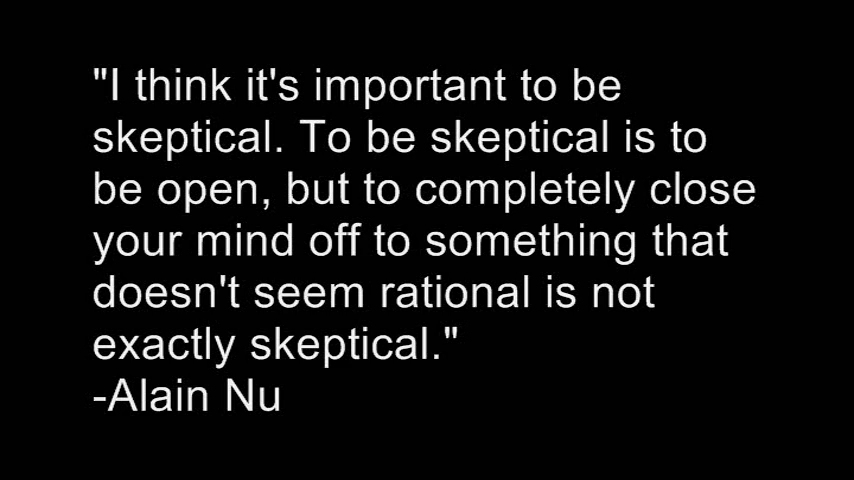 "I think it's important to be
skeptical. To be skeptical is to
be open, but to completely close
your mind off to something that
doesn't seem rational is not
exactly skeptical."
-Alain Nu